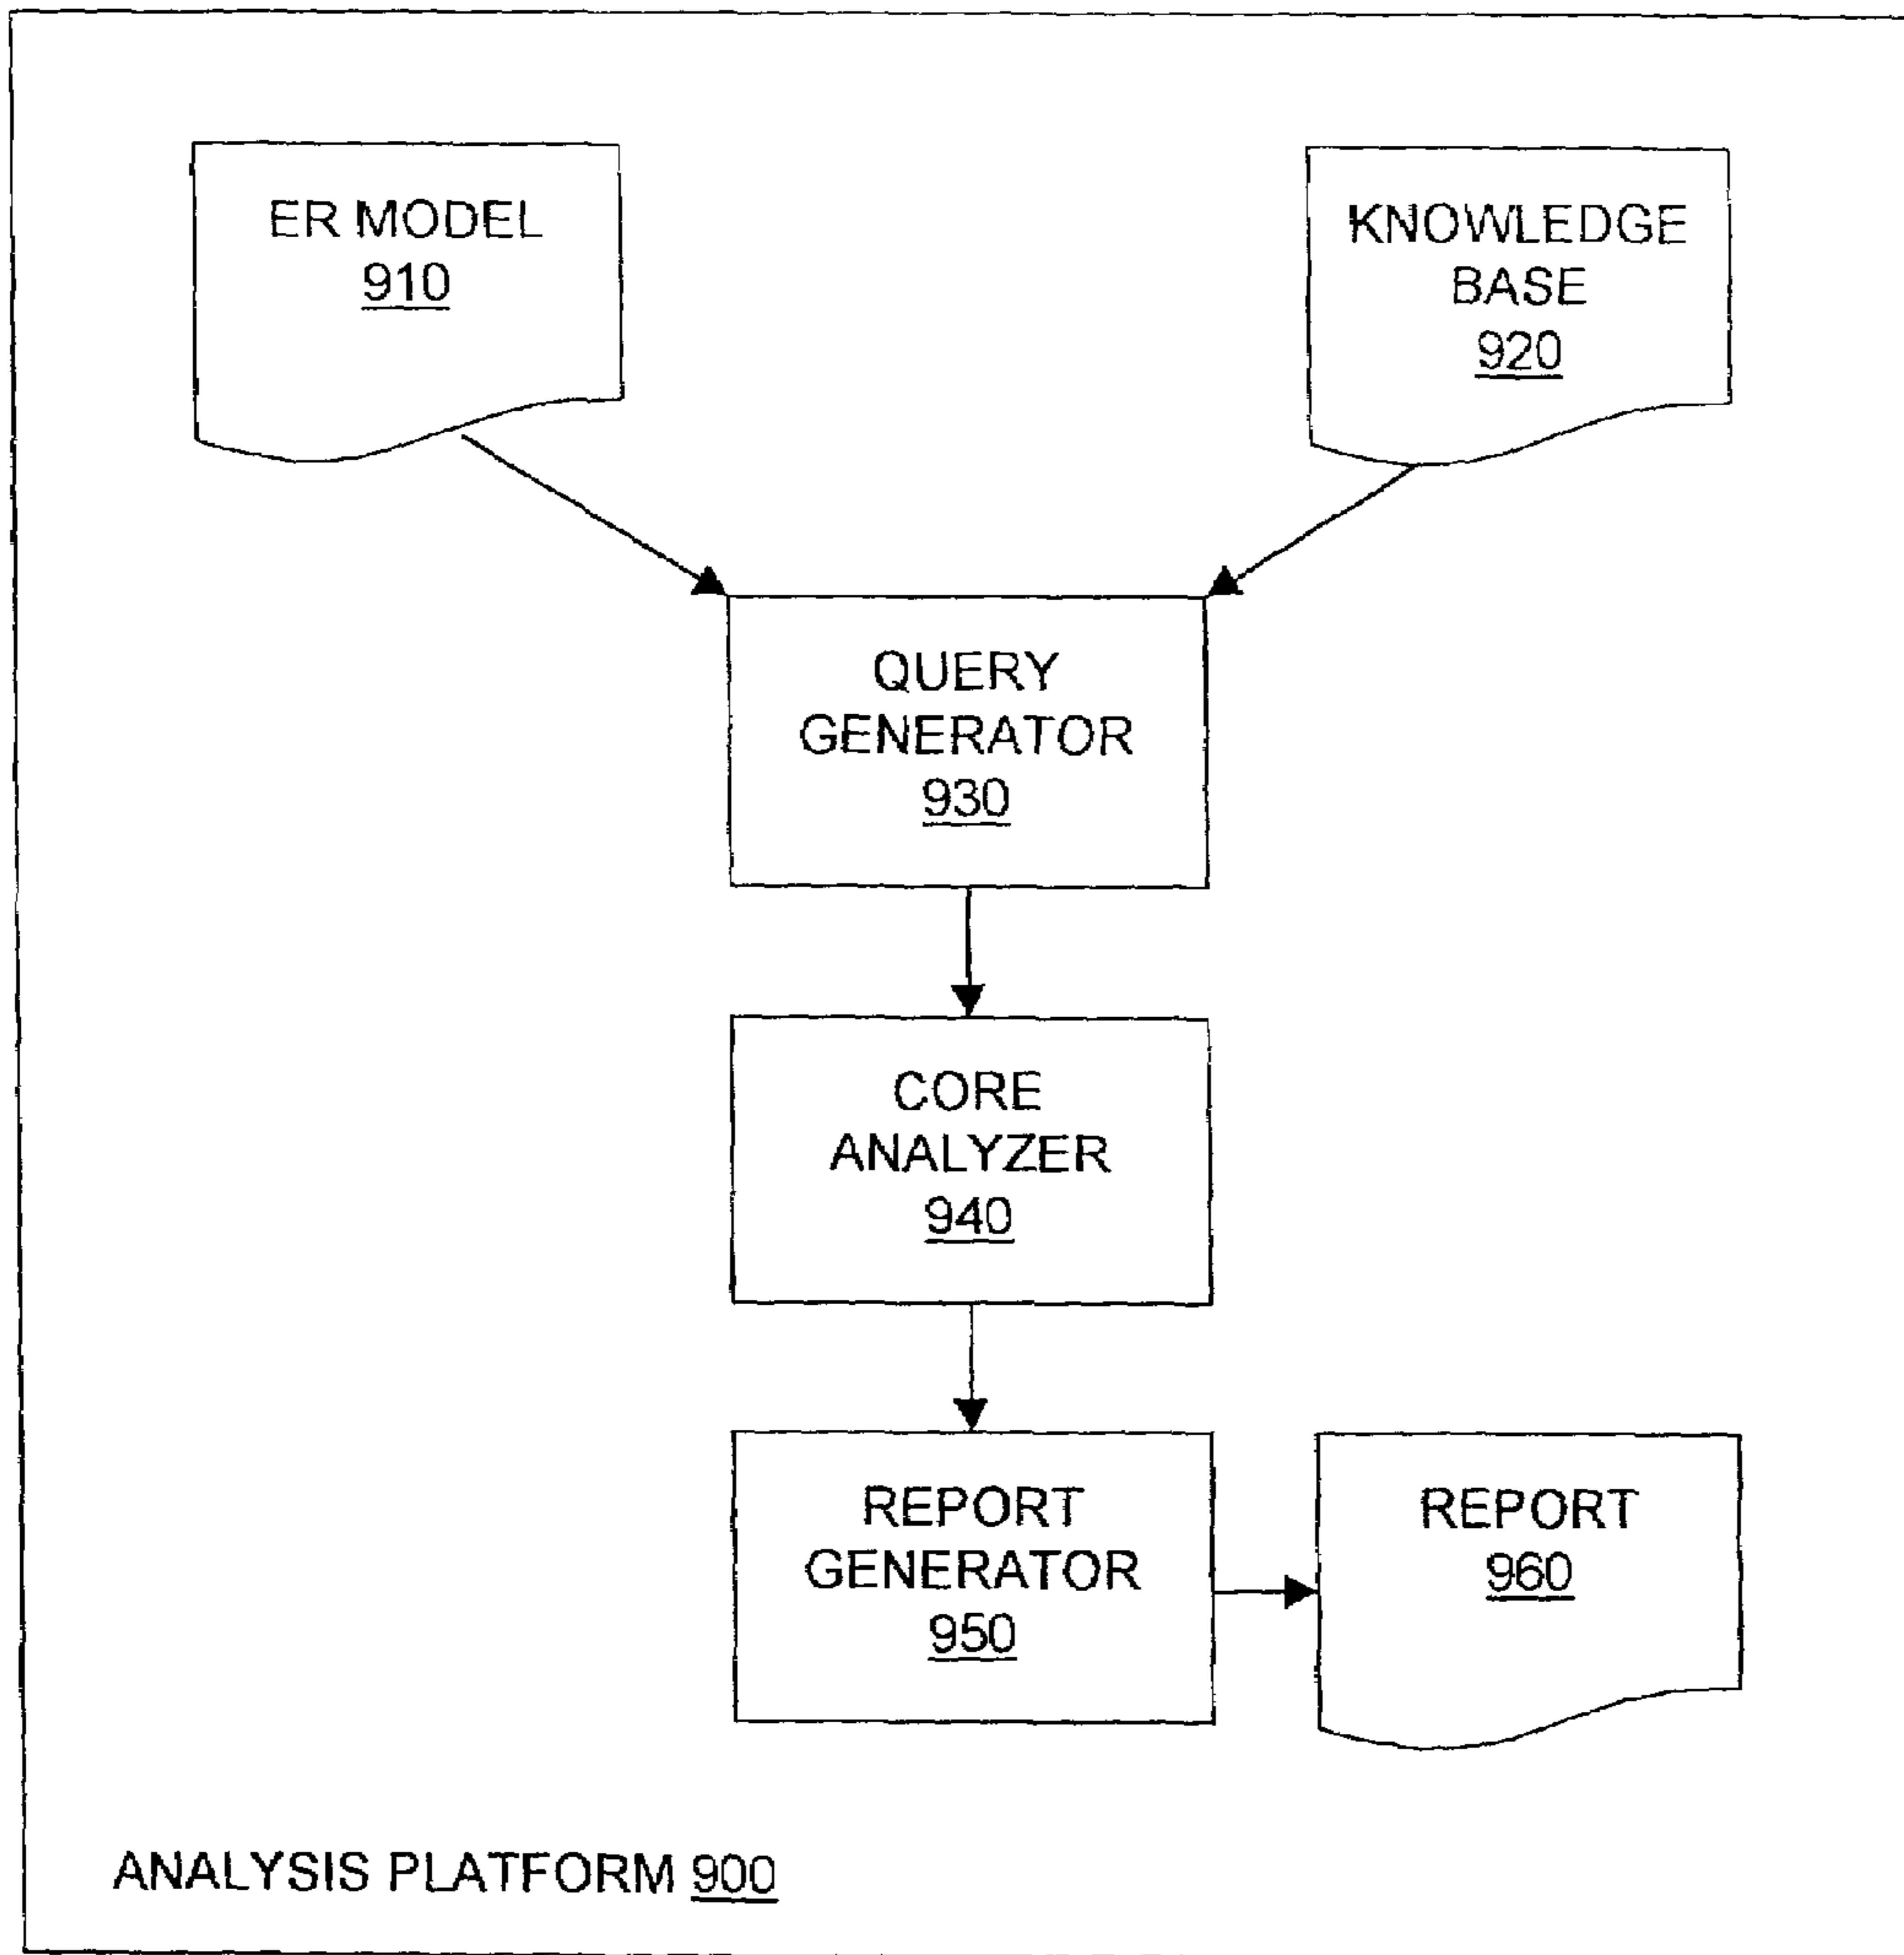 ER MODEL
910
KNOWLEDGE
BASE
920
QUERY
GENERATOR
930
CORE
ANALYZER
940
REPORT
GENERATOR
950
REPORT
960
ANALYSIS PLATFORM 900